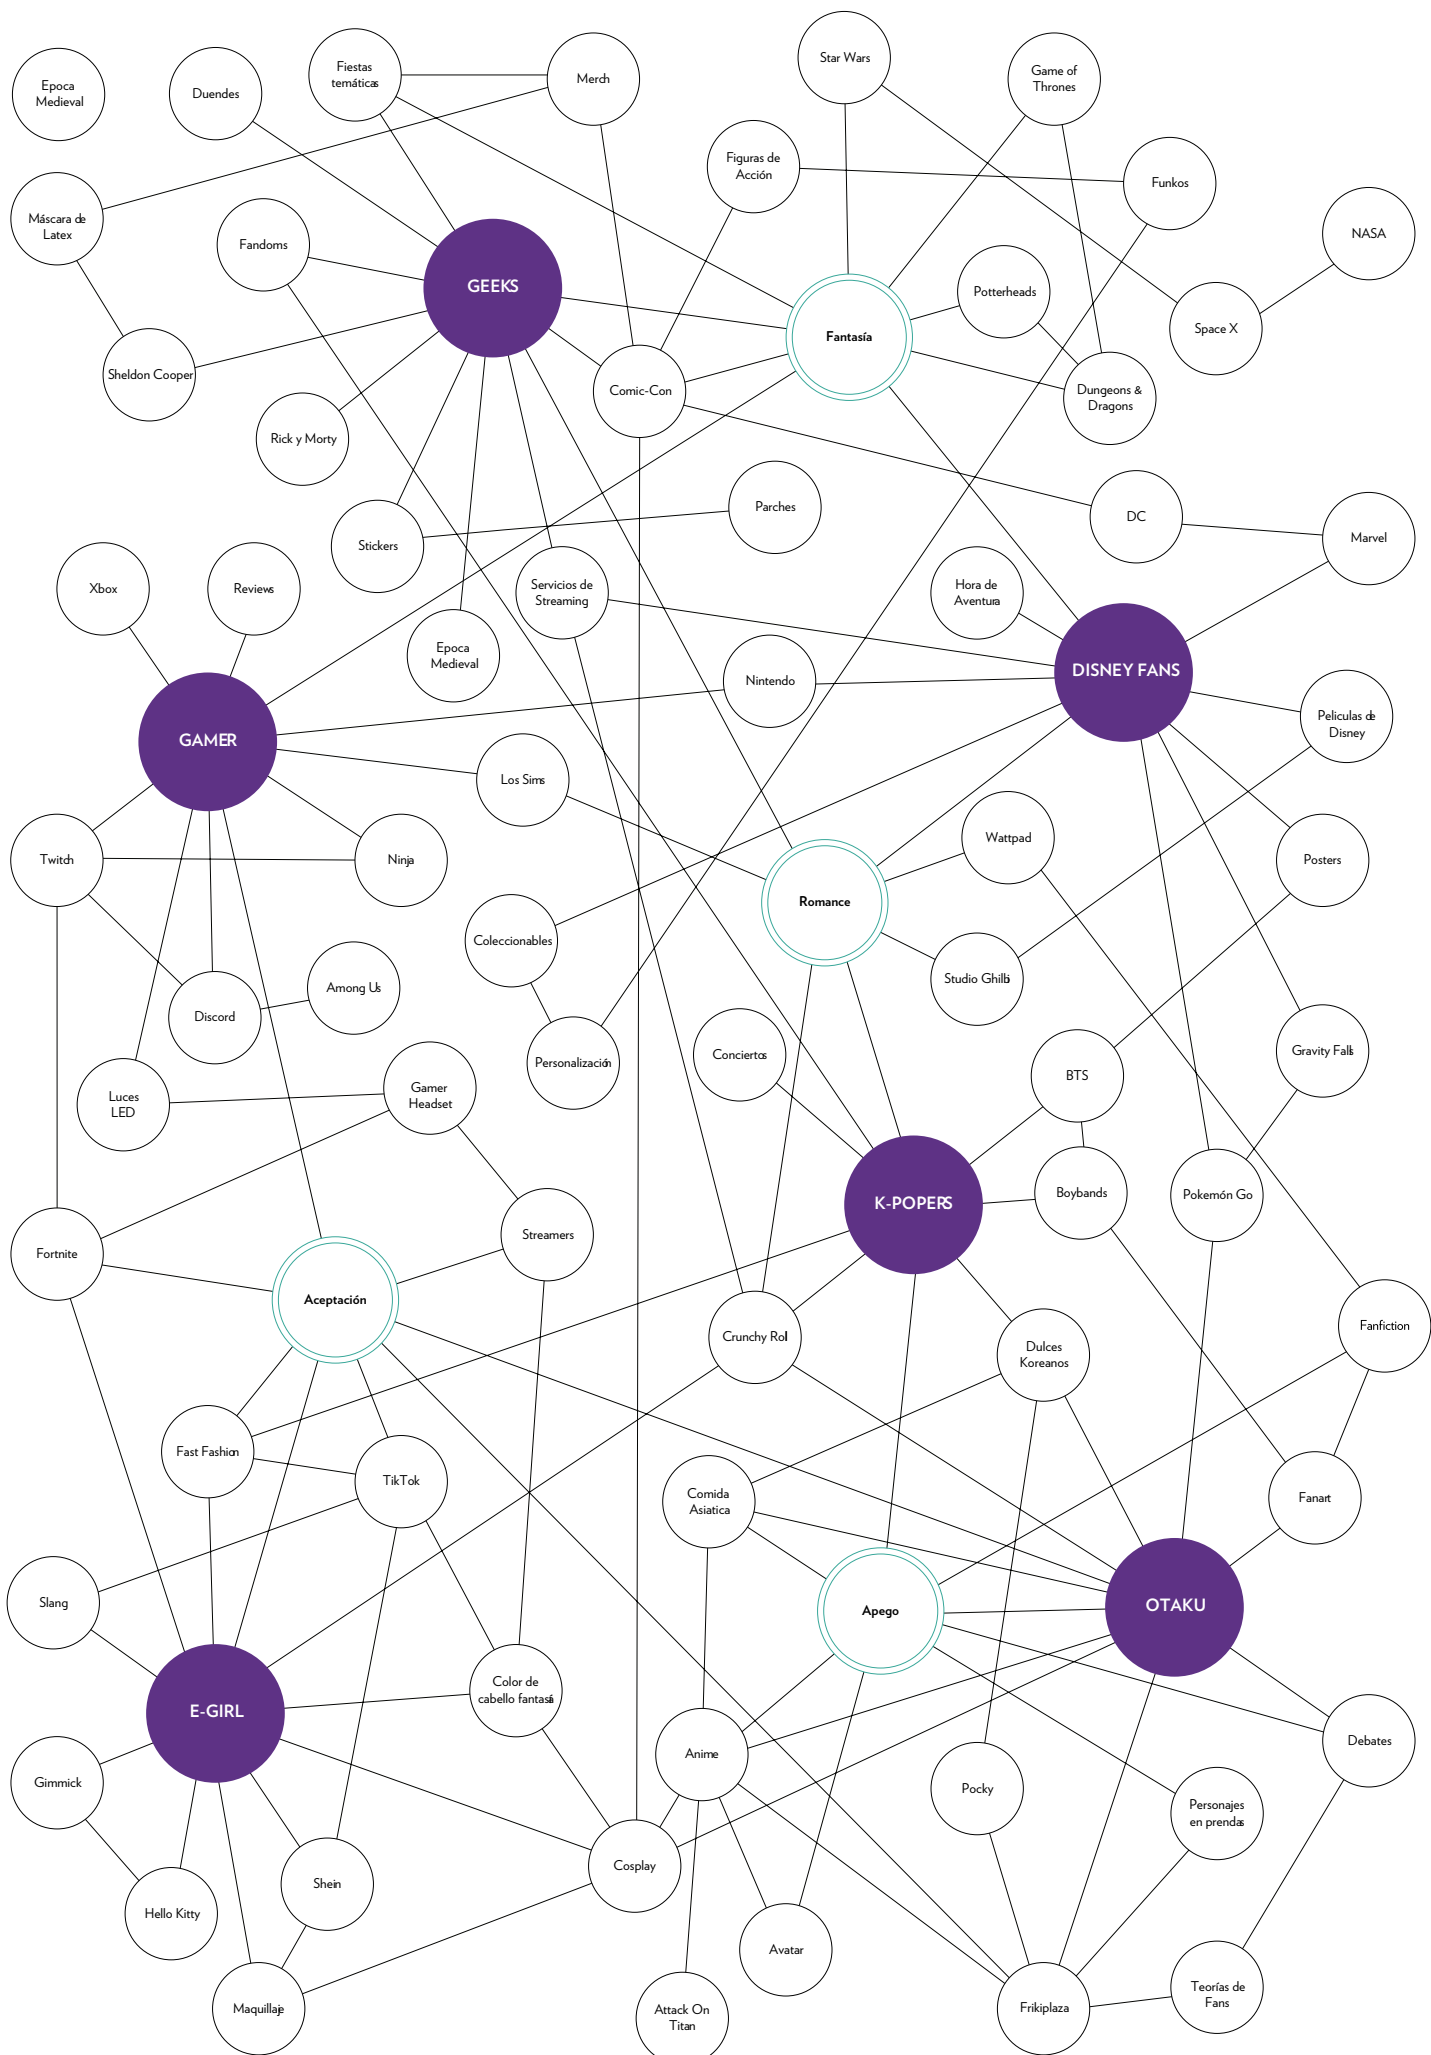 Epoca
Medieval
Duendes
Fiestas
temáticas
Merch
Star Wars
Game of
Thrones
Figuras de
Acción
Funkos
Máscara de
Latex
Fandoms
NASA
GEEKS
Potterheads
Space X
Fantasía
Sheldon Cooper
Comic-Con
Dungeons &
Dragons
Rick y Morty
Parches
DC
Stickers
Marvel
Xbox
Reviews
Servicios de
Streaming
Hora de
Aventura
Epoca
Medieval
Nintendo
DISNEY FANS
Peliculas de
Disney
GAMER
Los Sims
Wattpad
Twitch
Ninja
Posters
Romance
Coleccionables
Studio Ghilbi
Among Us
Discord
Personalización
Conciertos
Gravity Falls
BTS
Luces
LED
Gamer
Headset
K-POPERS
Boybands
Pokemón Go
Streamers
Fortnite
Aceptación
Crunchy Roll
Dulces
Koreanos
Fanfiction
Fast Fashion
TikTok
Comida
Asiatica
Fanart
Slang
Apego
OTAKU
Color de
cabello fantasía
E-GIRL
Anime
Debates
Gimmick
Pocky
Personajes
en prendas
Cosplay
Shein
Hello Kitty
Avatar
Maquillaje
Attack On
Titan
Frikiplaza
Teorías de
Fans